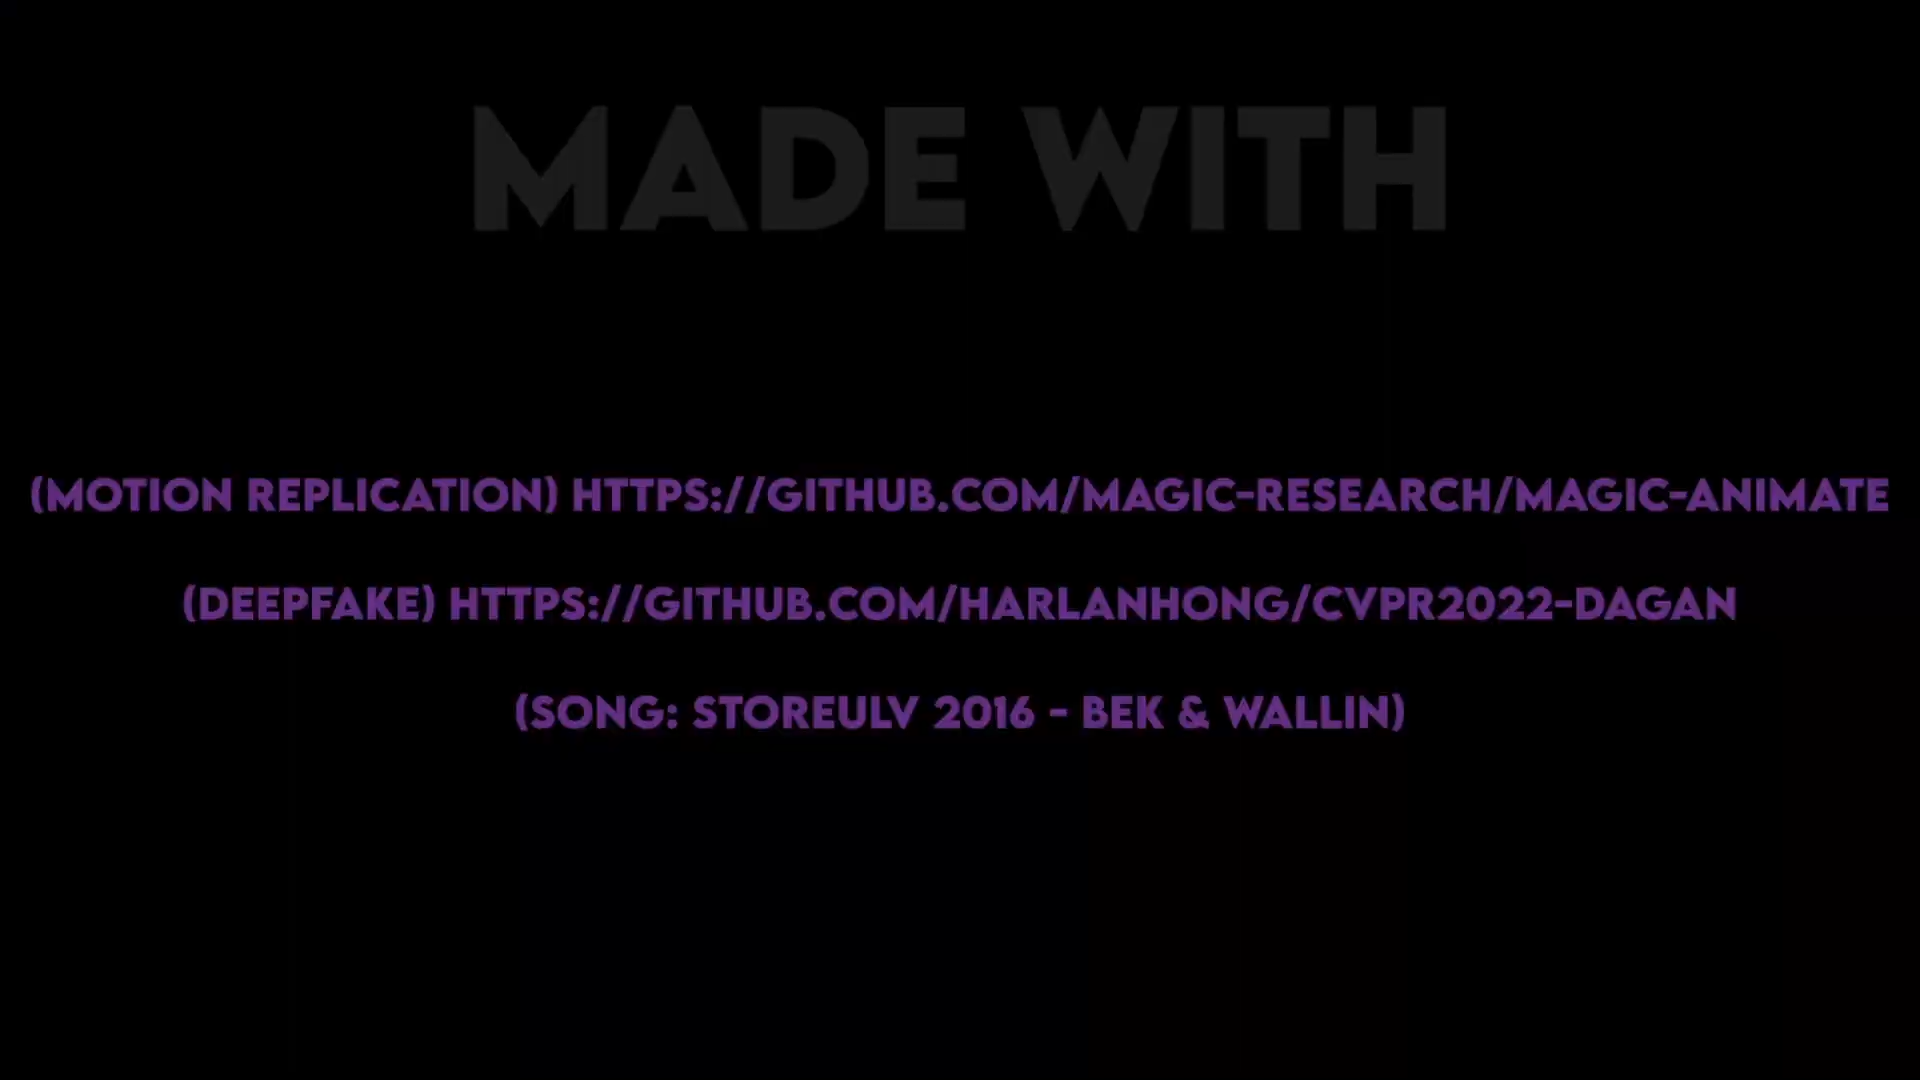 MADE WITH
(MOTION REPLICATION) HTTPS://GITHUB.COM/MAGIC-RESEARCH/MAGIC-ANIMATE
(DEEPFAKE) HTTPS://GITHUB.COM/HARLANHONG/CVPR2022-DAGAN
(SONG: STOREULV 2016 - BEK & WALLIN)